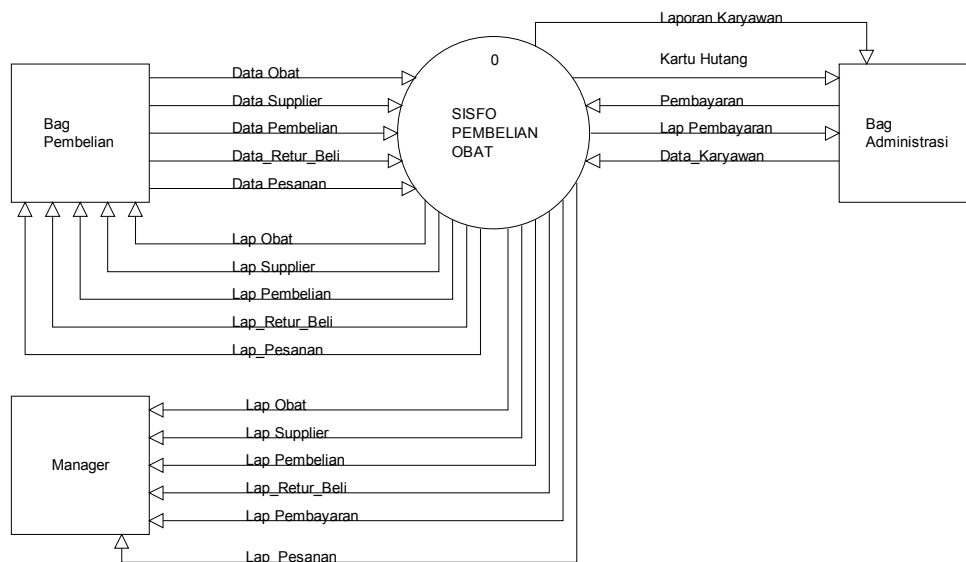 Laporan Karyawan
0
Kartu Hutang
Data Obat
Data Supplier
Pembayaran
SISFO
PEMBELIAN
OBAT
Bag
Pembelian
Data Pembelian
Lap Pembayaran
Bag
Administrasi
Data_Retur_Beli
Data_Karyawan
Data Pesanan
Lap Obat
Lap Supplier
Lap Pembelian
Lap_Retur_Beli
Lap_Pesanan
Lap Obat
Lap Supplier
Manager
Lap Pembelian
Lap_Retur_Beli
Lap Pembayaran
Lap_Pesanan